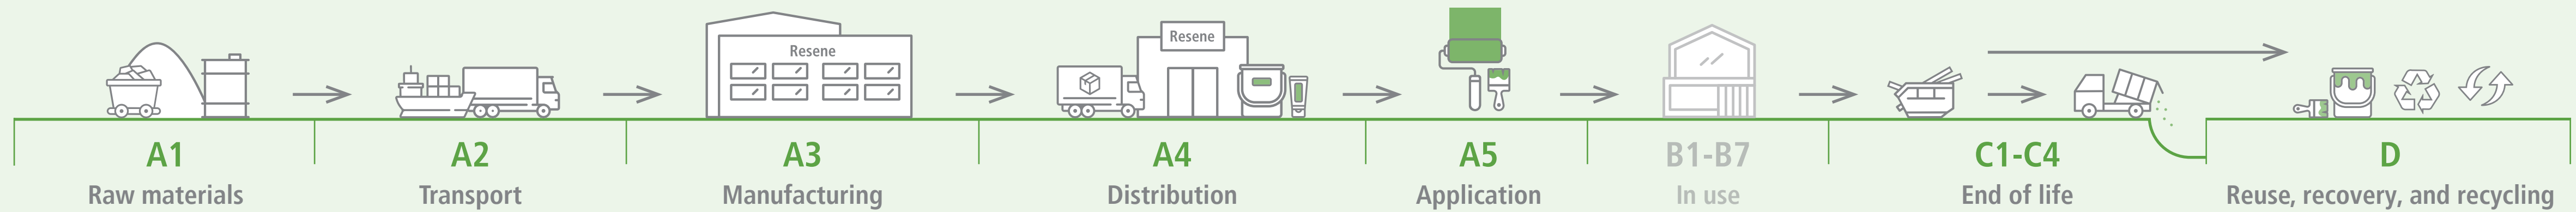 Resene
Resene
A1
A2
A3
A4
A5
B1-B7
C1-C4
D
Raw materials
Transport
Manufacturing
Distribution
Application
In use
End of life
Reuse, recovery, and recycling